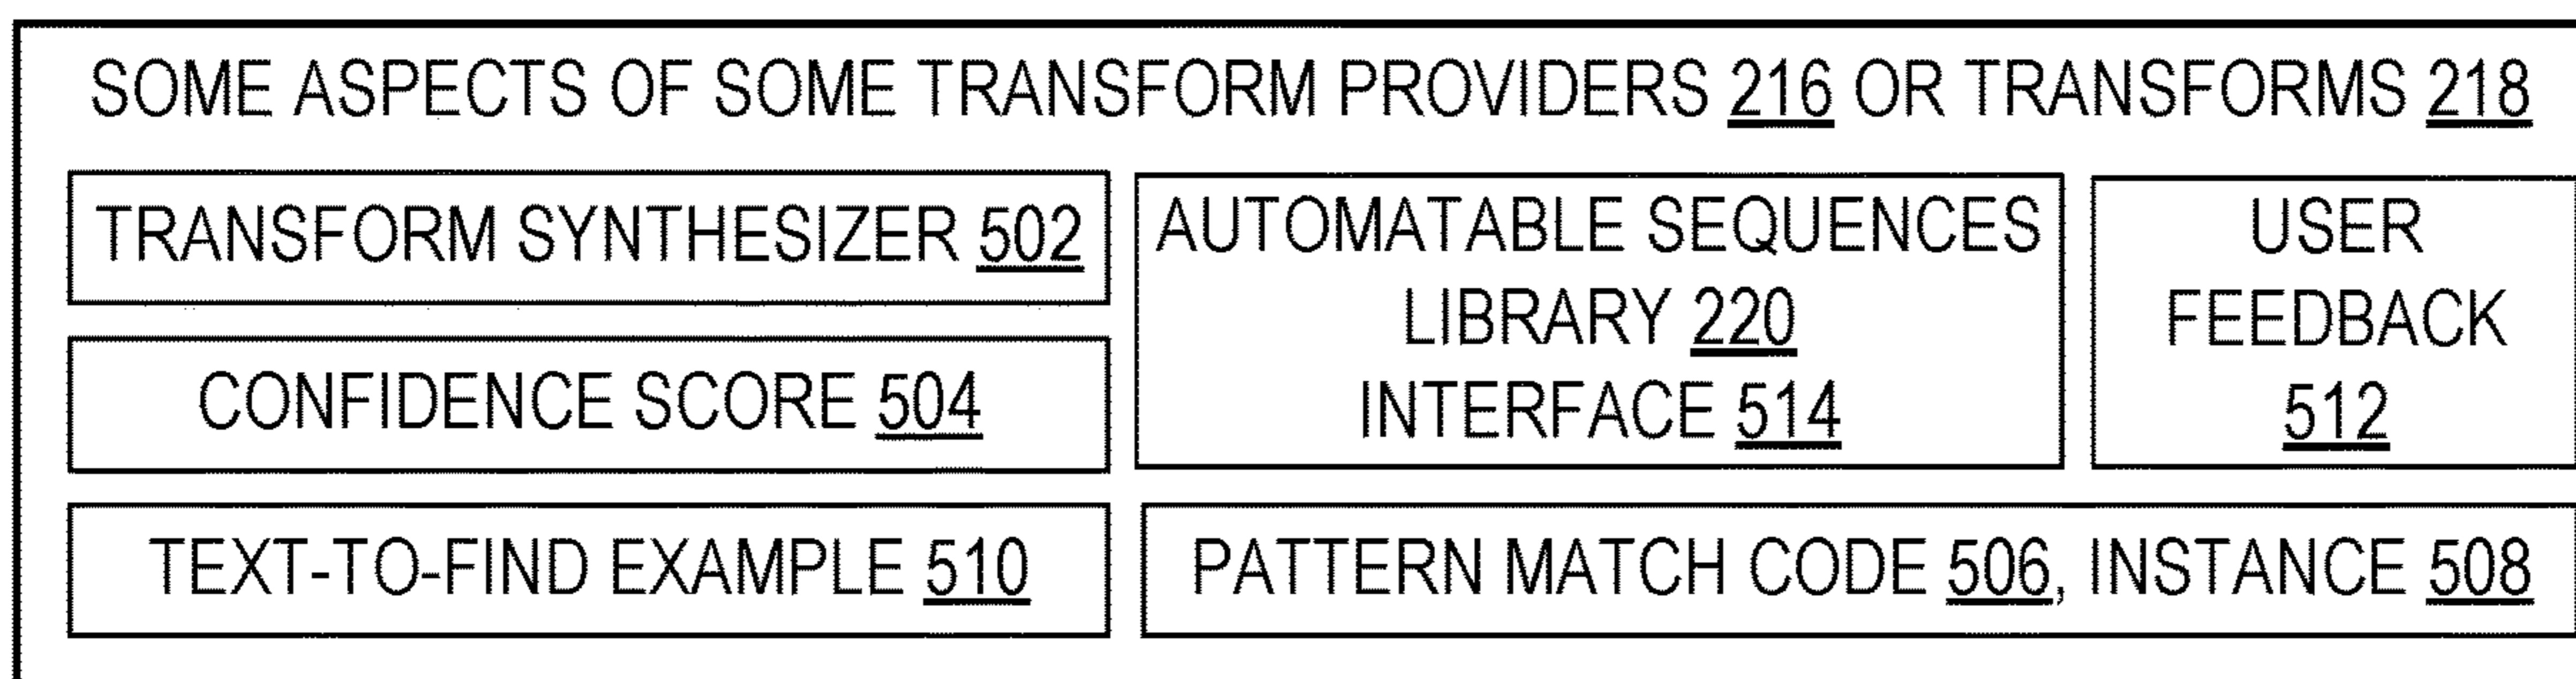 SOME ASPECTS OF SOME TRANSFORM PROVIDERS 216 OR TRANSFORMS 218
TRANSFORM SYNTHESIZER 502
CONFIDENCE SCORE 504
AUTOMATABLE SEQUENCES
LIBRARY 220
INTERFACE 514
USER
FEEDBACK
512
TEXT-TO-FIND EXAMPLE 510
PATTERN MATCH CODE 506, INSTANCE 508